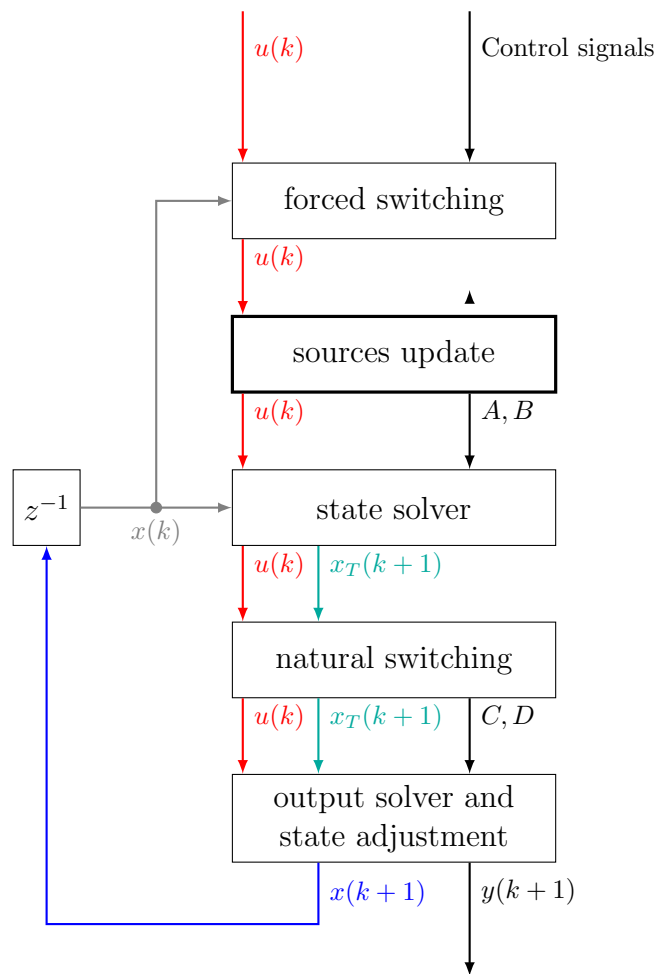 u(k)
Control signals
forced switching
u(k)
sources update
u(k)
A, B
z⁻¹
x(k)
state solver
u(k)
x_T(k + 1)
natural switching
u(k)
x_T(k+1)
C, D
output solver and
state adjustment
x(k+1)
y(k+1)